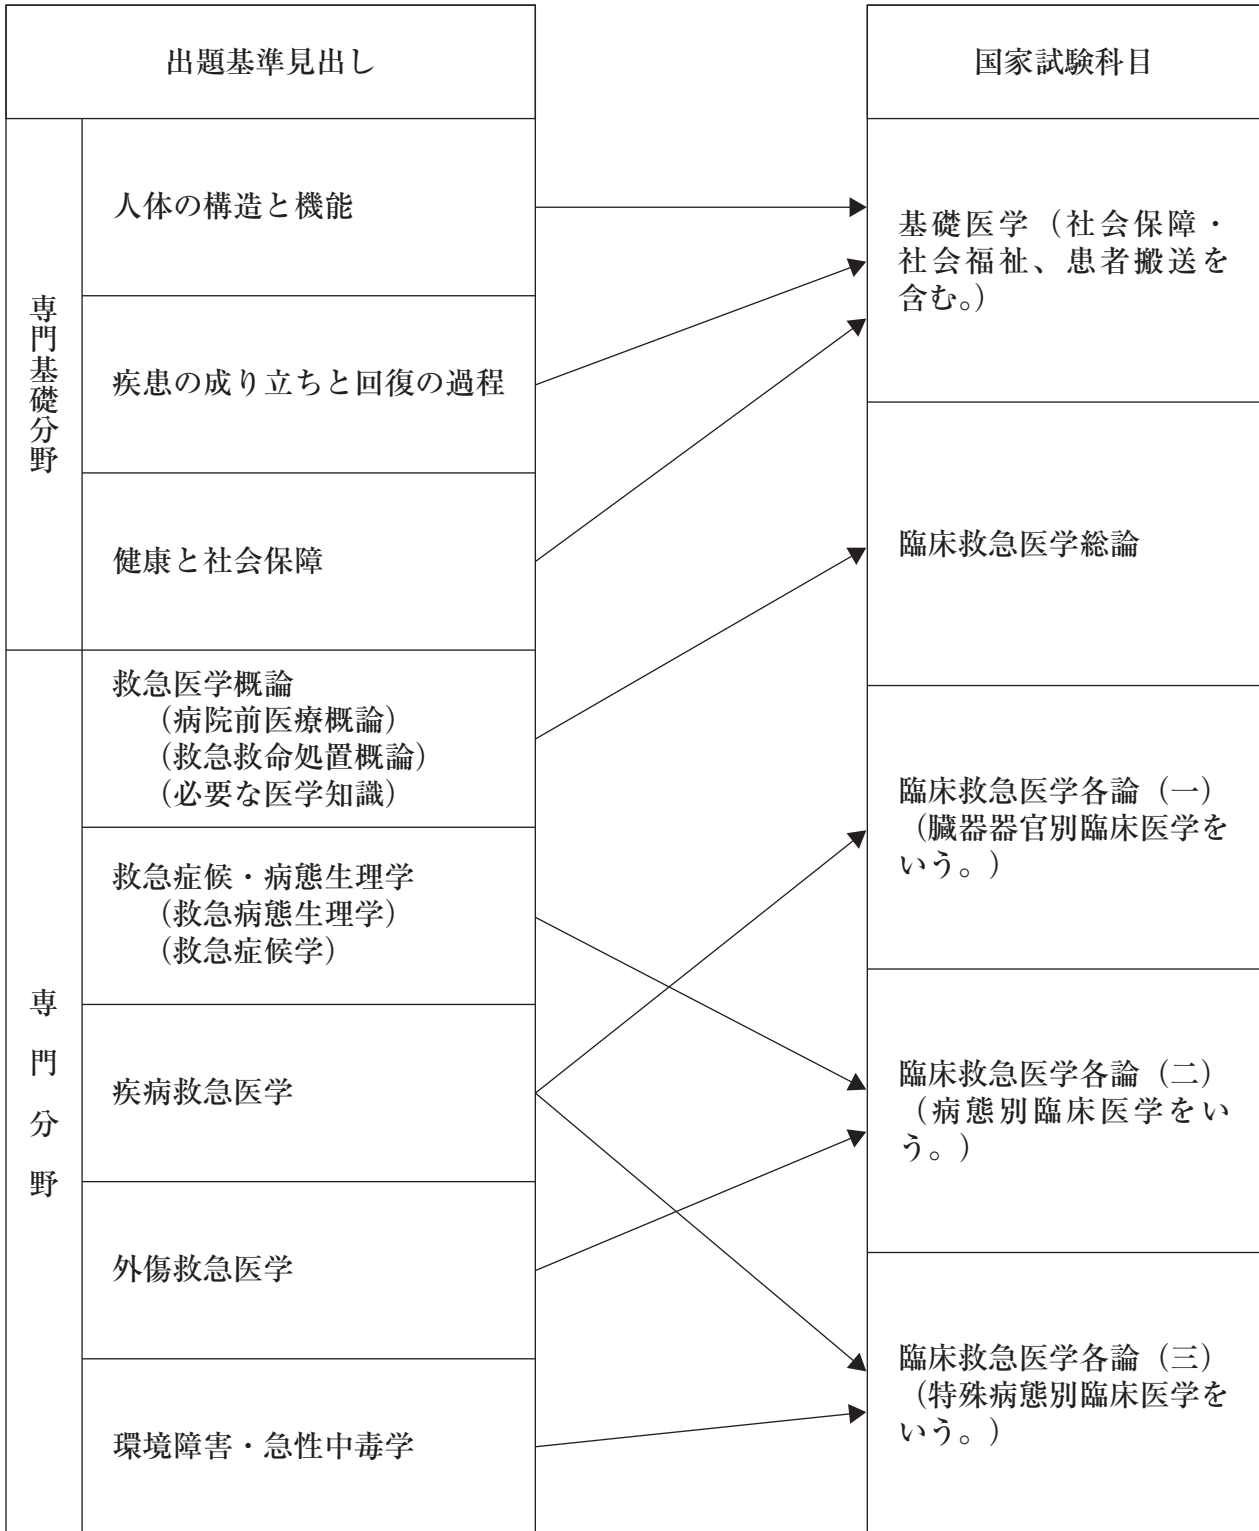 出題基準見出し
国家試験科目
専門基礎分野
人体の構造と機能
疾患の成り立ちと回復の過程
健康と社会保障
専門分野
救急医学概論
(病院前医療概論)
(救急救命処置概論)
(必要な医学知識)
救急症候・病態生理学
(救急病態生理学)
(救急症候学)
疾病救急医学
外傷救急医学
環境障害・急性中毒学
基礎医学（社会保障・
社会福祉、患者搬送を
含む。）
臨床救急医学総論
臨床救急医学各論（一）
（臓器器官別臨床医学を
いう。）
臨床救急医学各論（二）
（病態別臨床医学をい
う。）
臨床救急医学各論（三）
（特殊病態別臨床医学を
いう。）